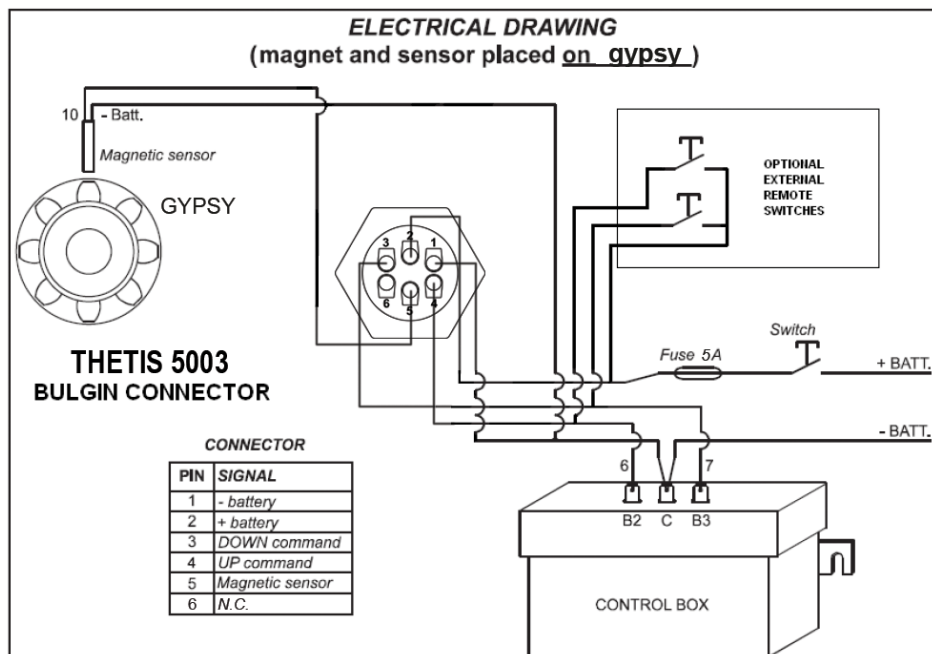 ELECTRICAL DRAWING
(magnet and sensor placed on gypsy )
10
- Batt.
Magnetic sensor
GYPSY
OPTIONAL
EXTERNAL
REMOTE
SWITCHES
3
2
1
6
5
4
THETIS 5003
BULGIN CONNECTOR
Fuse 5A
Switch
+ BATT.
- BATT.
CONNECTOR
PIN SIGNAL
1 - battery
2 + battery
3 DOWN command
4 UP command
5 Magnetic sensor
6 N.C.
6
7
B2 C B3
CONTROL BOX